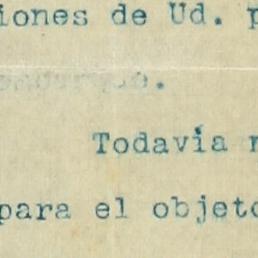 iones de Ud. p
Todavía n
para el objeto